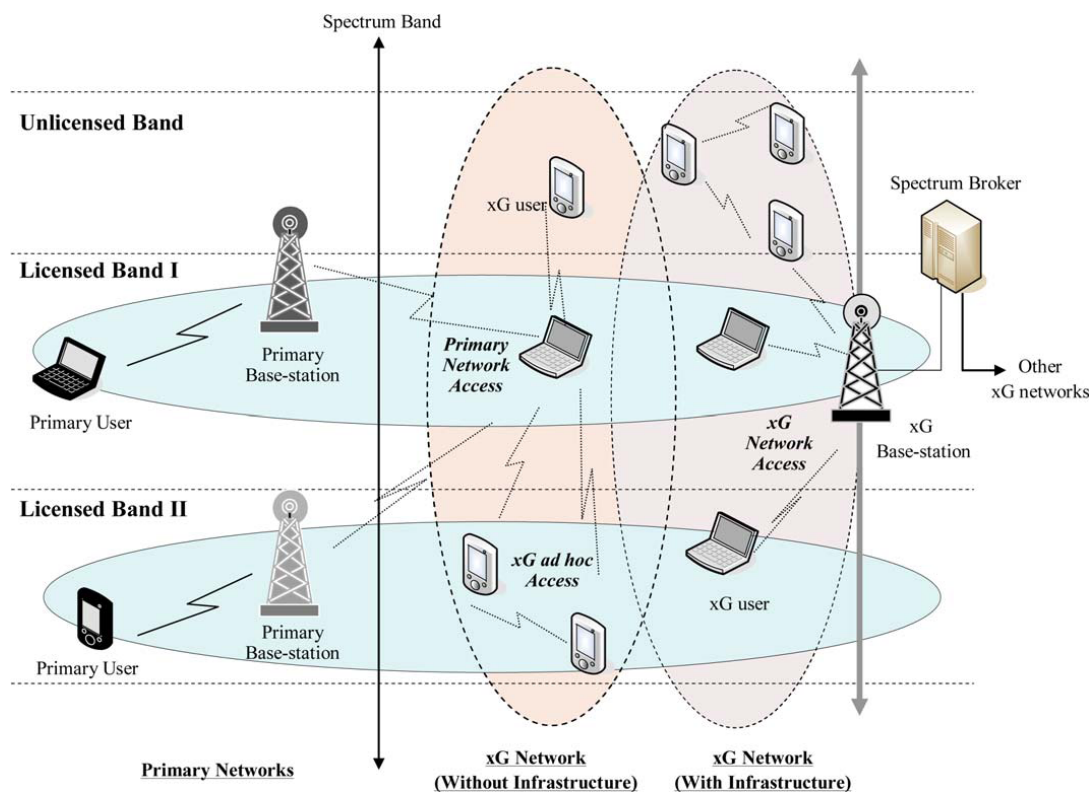 Spectrum Band
Unlicensed Band
xG user
Spectrum Broker
Licensed Band I
Primary
Base-station
Primary
Network
Access
Primary User
Other
xG networks
xG
Network
Access
xG
Base-station
Licensed Band II
xG ad hoc
Access
xG user
Primary
Base-station
Primary User
Primary Networks
xG Network
(Without Infrastructure)
xG Network
(With Infrastructure)